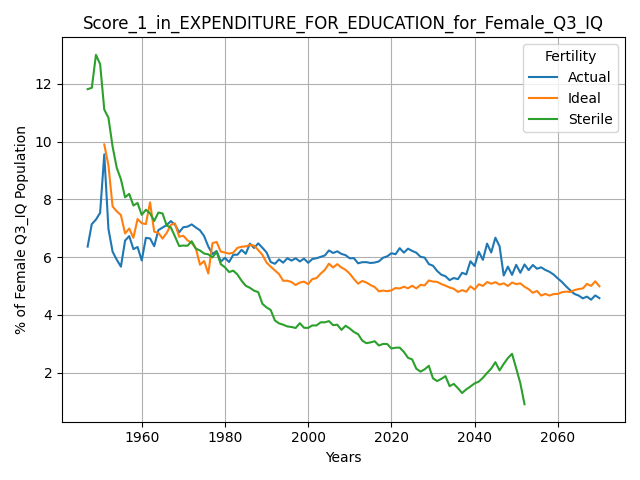 Score_1_in_EXPENDITURE_FOR_EDUCATION_for_Female_Q3_IQ
Fertility
Actual
Ideal
Sterile
% of Female Q3_IQ Population
12
10
8
6
4
2
1960 1980 2000 2020 2040 2060
Years